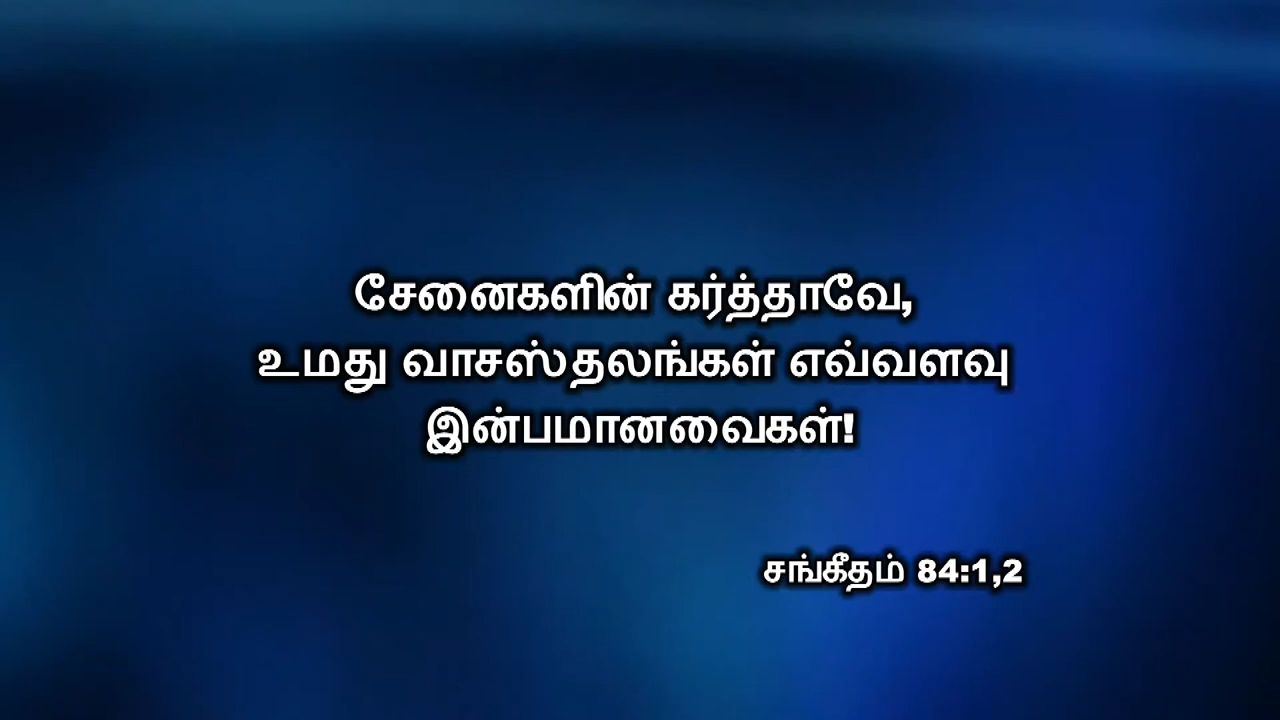 சேனைகளின் கர்த்தாவே,
உமது வாசஸ்தலங்கள் எவ்வளவு
இன்பமானவைகள்!
சங்கீதம் 84:1,2